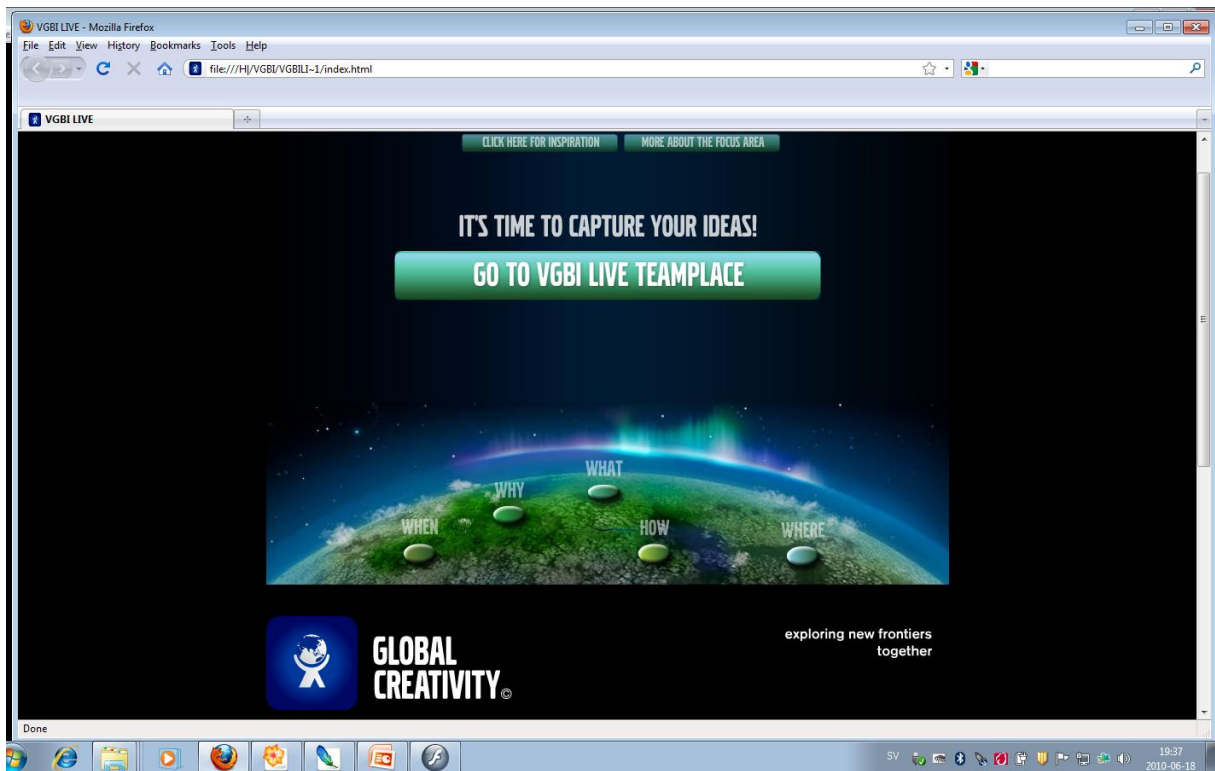 VGBI LIVE - Mozilla Firefox
File Edit View History Bookmarks Tools Help
file:///H|/VGBI/VGBILI~1/index.html
VGBI LIVE
CLICK HERE FOR INSPIRATION MORE ABOUT THE FOCUS AREA
IT'S TIME TO CAPTURE YOUR IDEAS!
GO TO VGBI LIVE TEAMPLACE
WHAT
WHY
WHEN HOW WHERE
exploring new frontiers
together
GLOBAL
CREATIVITY©
Done
SV 19:37
2010-06-18